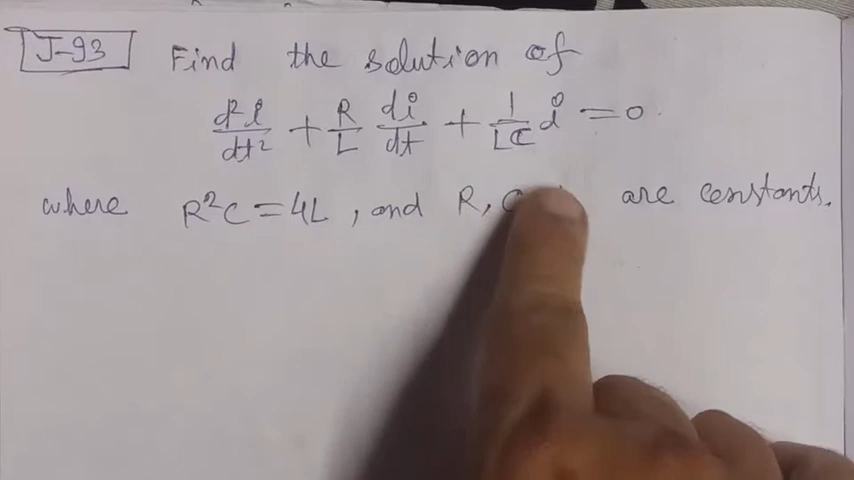 J-93 Find the solution of
d²i/dt² + R/L di/dt + 1/LC i = 0
where R²C = 4L, and R, are constants.